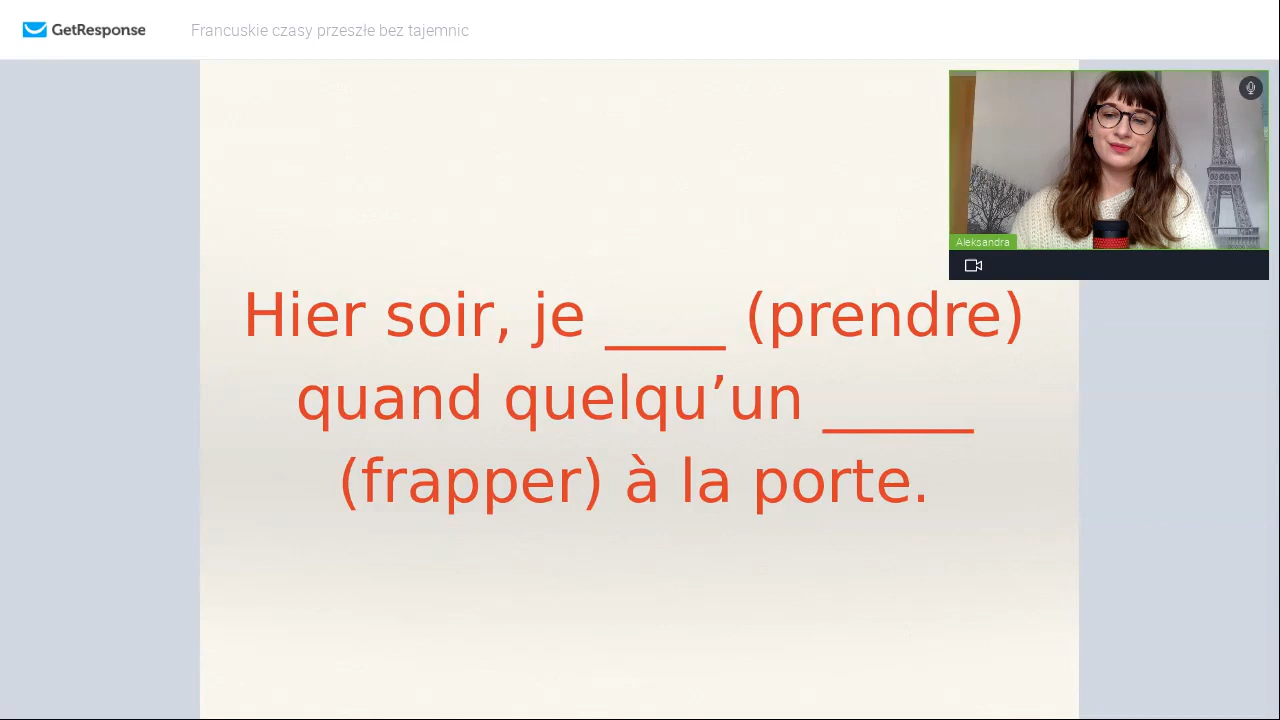 GetResponse
Francuskie czasy przeszłe bez tajemnic
Aleksandra
Hier soir, je ____ (prendre)
quand quelqu’un _____
(frapper) à la porte.